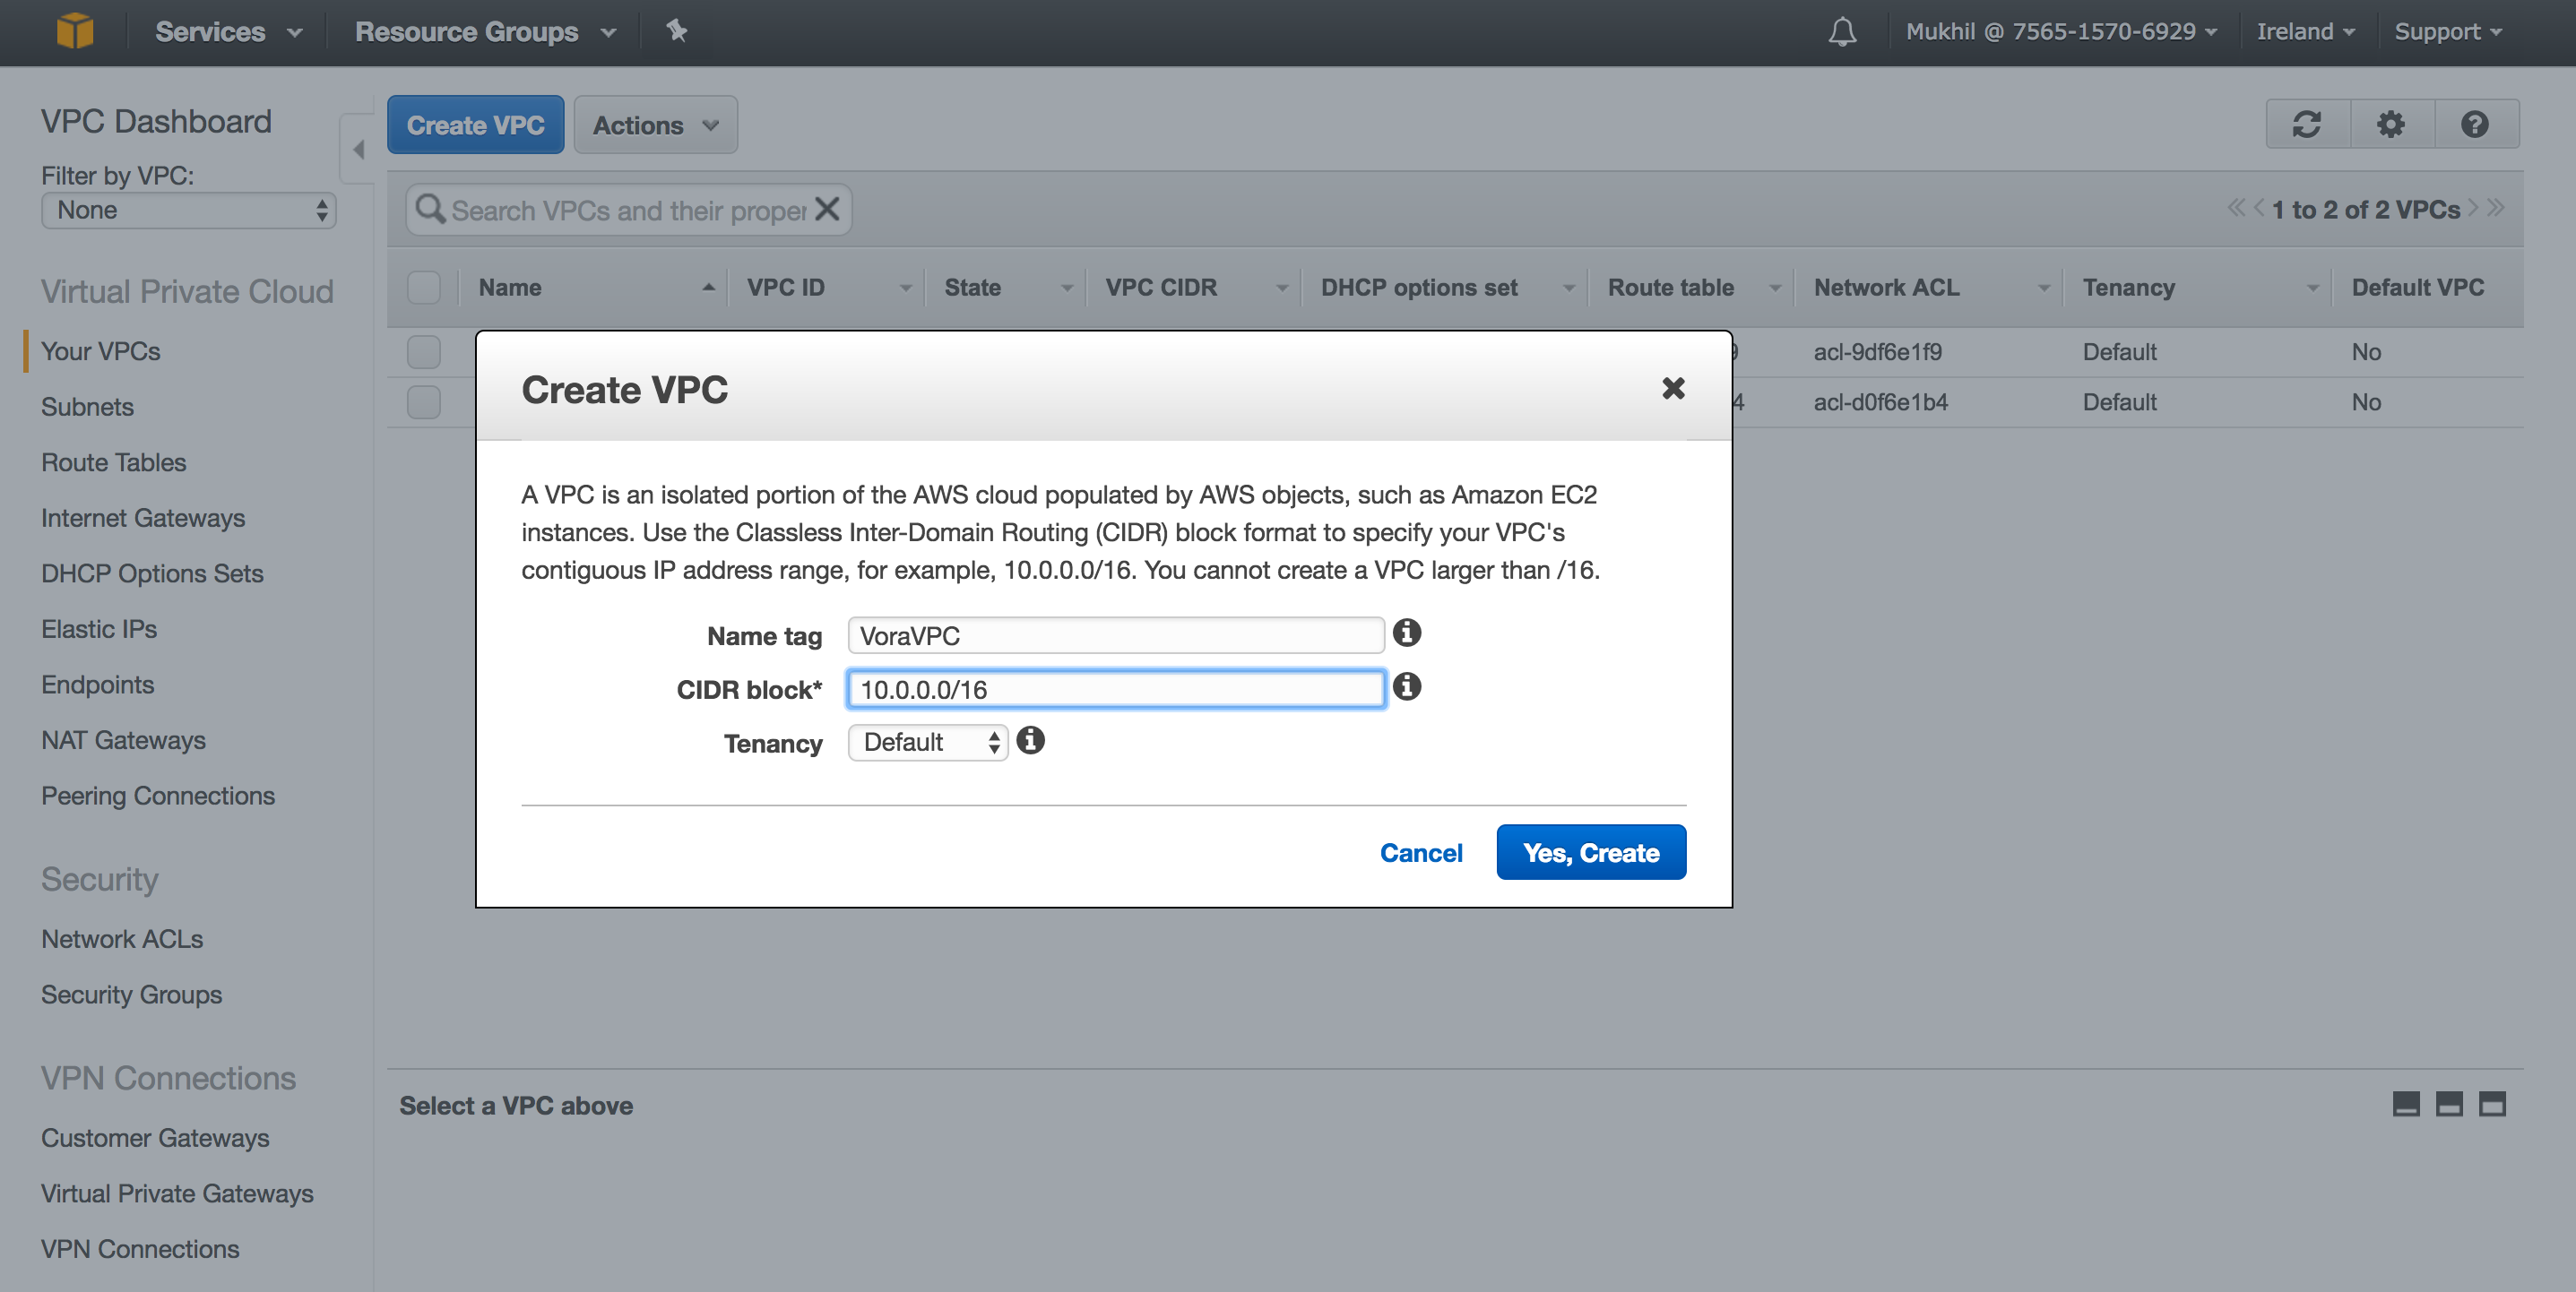 Services
Resource Groups
Mukhil @ 7565-1570-6929
Ireland
Support
VPC Dashboard
Filter by VPC:
None
Virtual Private Cloud
Your VPCs
Subnets
Route Tables
Internet Gateways
DHCP Options Sets
Elastic IPs
Endpoints
NAT Gateways
Peering Connections
Security
Network ACLs
Security Groups
VPN Connections
Customer Gateways
Virtual Private Gateways
VPN Connections
Create VPC
Actions
Search VPCs and their proper
1 to 2 of 2 VPCs
Name
VPC ID
State
VPC CIDR
DHCP options set
Route table
Network ACL
Tenancy
Default VPC
acl-9df6e1f9
Default
No
4
acl-d0f6e1b4
Default
No
Create VPC
A VPC is an isolated portion of the AWS cloud populated by AWS objects, such as Amazon EC2
instances. Use the Classless Inter-Domain Routing (CIDR) block format to specify your VPC's
contiguous IP address range, for example, 10.0.0.0/16. You cannot create a VPC larger than /16.
Name tag
VoraVPC
CIDR block*
10.0.0.0/16
Tenancy
Default
Cancel
Yes, Create
Select a VPC above